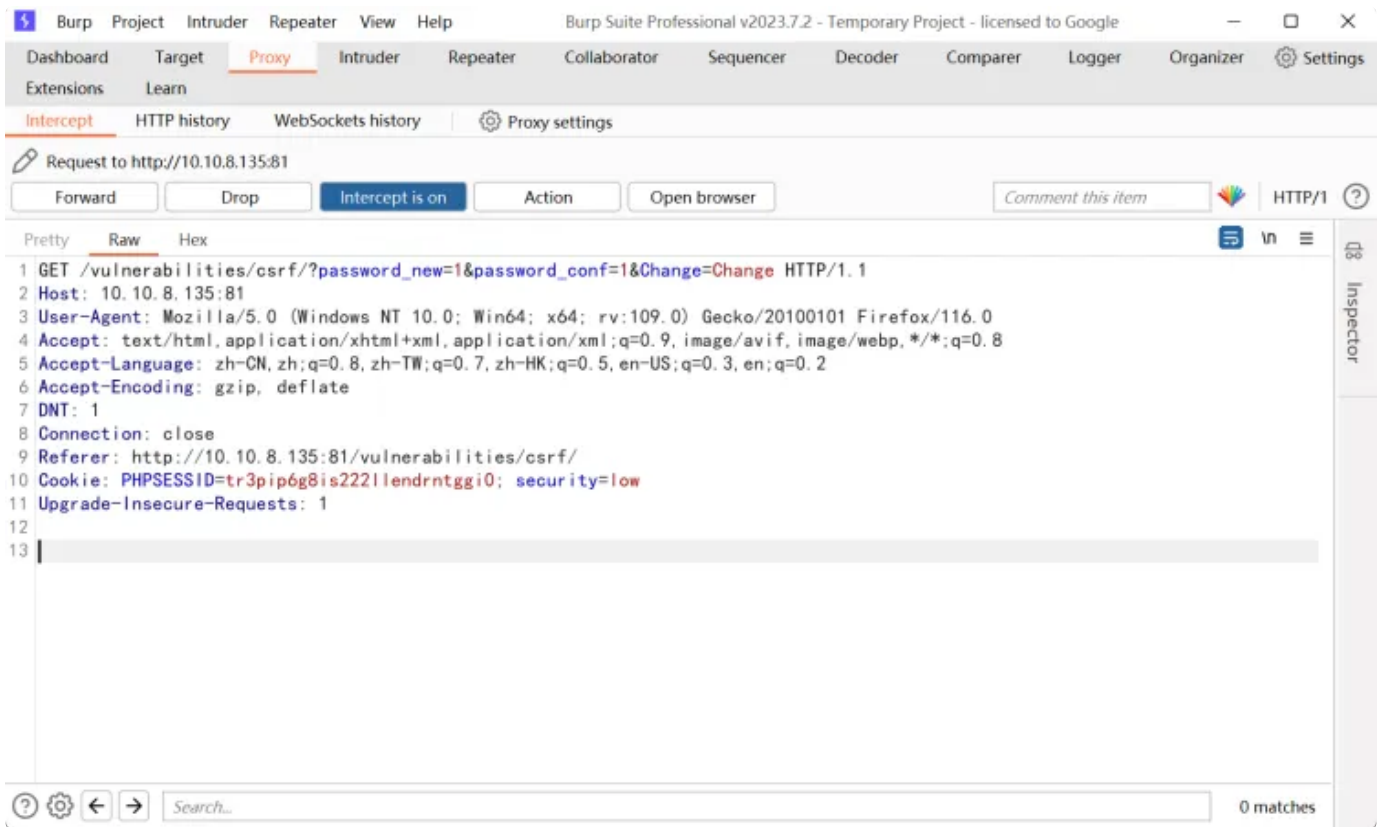 Burp Project Intruder Repeater View Help Burp Suite Professional v2023.7.2 - Temporary Project - licensed to Google
Dashboard Target Proxy Intruder Repeater Collaborator Sequencer Decoder Comparer Logger Organizer Settings
Extensions Learn
Intercept HTTP history WebSockets history Proxy settings
Request to http://10.10.8.135:81
Forward Drop Intercept is on Action Open browser Comment this item HTTP/1 ?
Pretty Raw Hex \n
Inspector
1 GET /vulnerabilities/csrf/?password_new=1&password_conf=1&Change=Change HTTP/1.1
2 Host: 10.10.8.135:81
3 User-Agent: Mozilla/5.0 (Windows NT 10.0; Win64; x64; rv:109.0) Gecko/20100101 Firefox/116.0
4 Accept: text/html,application/xhtml+xml,application/xml;q=0.9,image/avif,image/webp,*/*;q=0.8
5 Accept-Language: zh-CN,zh;q=0.8,zh-TW;q=0.7,zh-HK;q=0.5,en-US;q=0.3,en;q=0.2
6 Accept-Encoding: gzip, deflate
7 DNT: 1
8 Connection: close
9 Referer: http://10.10.8.135:81/vulnerabilities/csrf/
10 Cookie: PHPSESSID=tr3pip6g8is222llendrntggi0; security=low
11 Upgrade-Insecure-Requests: 1
12
13
? Search... 0 matches